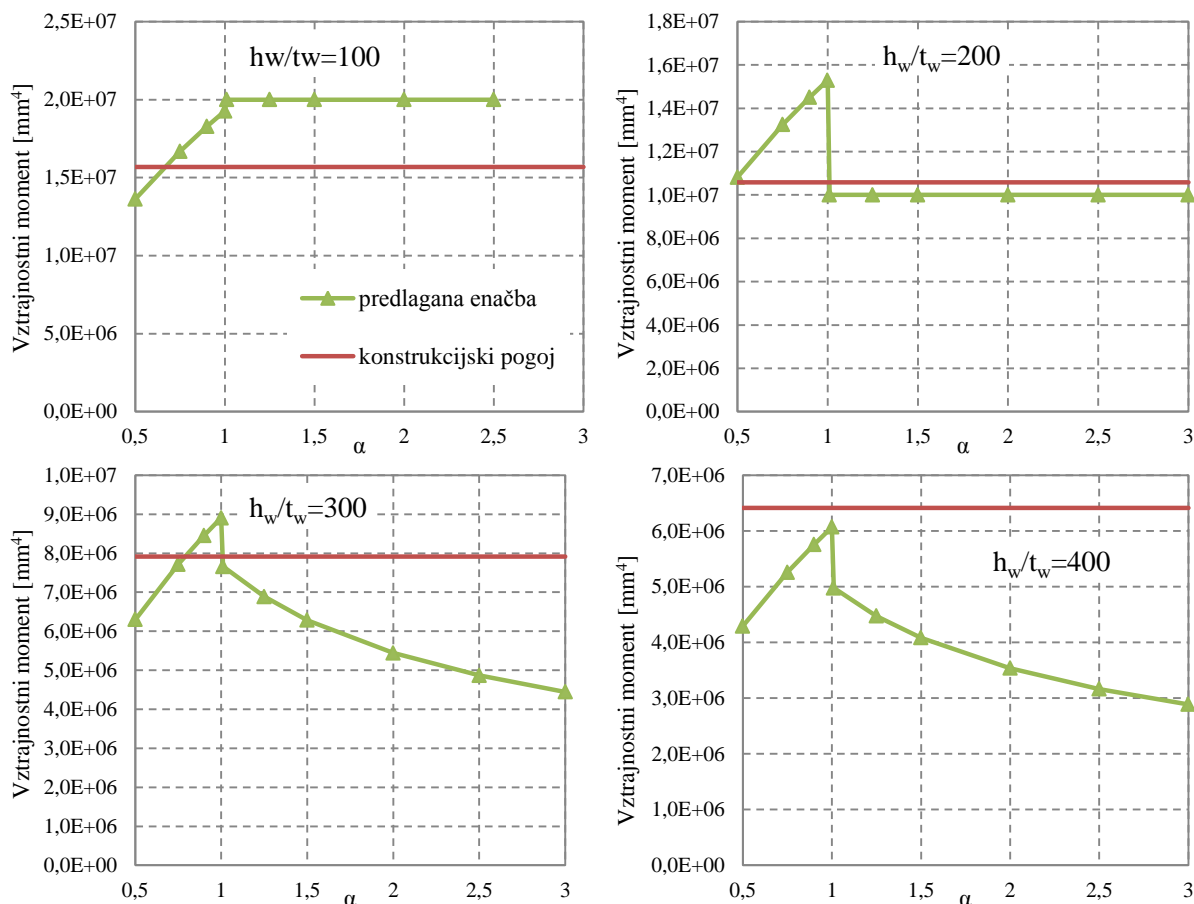 Vztrajnostni moment [mm⁴]
2,5E+07
2,0E+07
1,5E+07
1,0E+07
5,0E+06
0,0E+00
hw/tw=100
predlagana enačba
konstrukcijski pogoj
0,5 1 1,5 2 2,5 3
α
Vztrajnostni moment [mm⁴]
1,8E+07
1,6E+07
1,4E+07
1,2E+07
1,0E+07
8,0E+06
6,0E+06
4,0E+06
2,0E+06
0,0E+00
h_w/t_w=200
0,5 1 1,5 2 2,5 3
α
Vztrajnostni moment [mm⁴]
1,0E+07
9,0E+06
8,0E+06
7,0E+06
6,0E+06
5,0E+06
4,0E+06
3,0E+06
2,0E+06
1,0E+06
0,0E+00
h_w/t_w=300
0,5 1 1,5 2 2,5 3
α
Vztrajnostni moment [mm⁴]
7,0E+06
6,0E+06
5,0E+06
4,0E+06
3,0E+06
2,0E+06
1,0E+06
0,0E+00
h_w/t_w=400
0,5 1 1,5 2 2,5 3
α